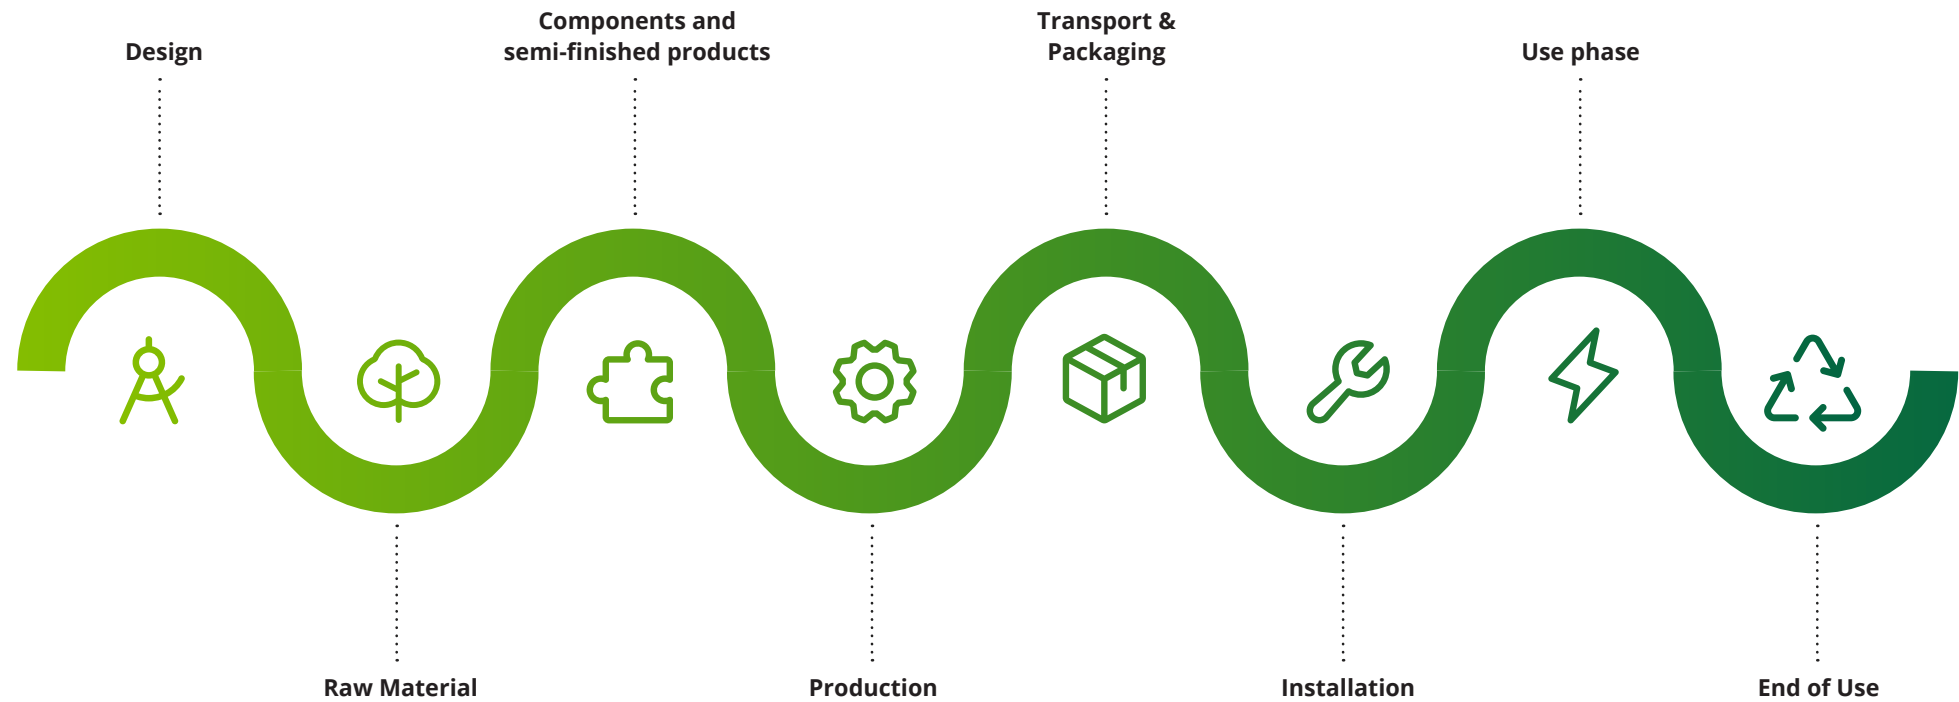 Design
Raw Material
Components and
semi-finished products
Production
Transport &
Packaging
Installation
Use phase
End of Use